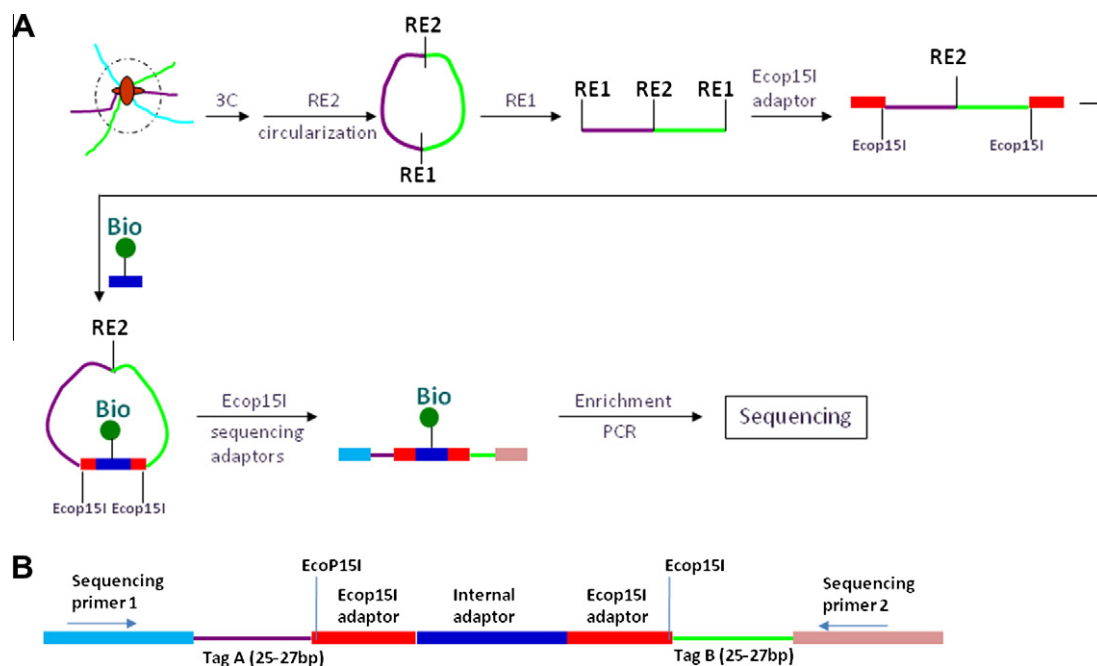 A
3C
RE2
circularization
RE2
RE1
RE1
RE1 RE2 RE1
Ecop15I
adaptor
RE2
Ecop15I Ecop15I
Bio
RE2
Bio
Ecop15I Ecop15I
Ecop15I
sequencing
adaptors
Bio
Enrichment
PCR
Sequencing
B
Sequencing
primer 1
EcoP15I
Ecop15I
adaptor
Internal
adaptor
Ecop15I
adaptor
Ecop15I
Sequencing
primer 2
Tag A (25-27bp)
Tag B (25-27bp)